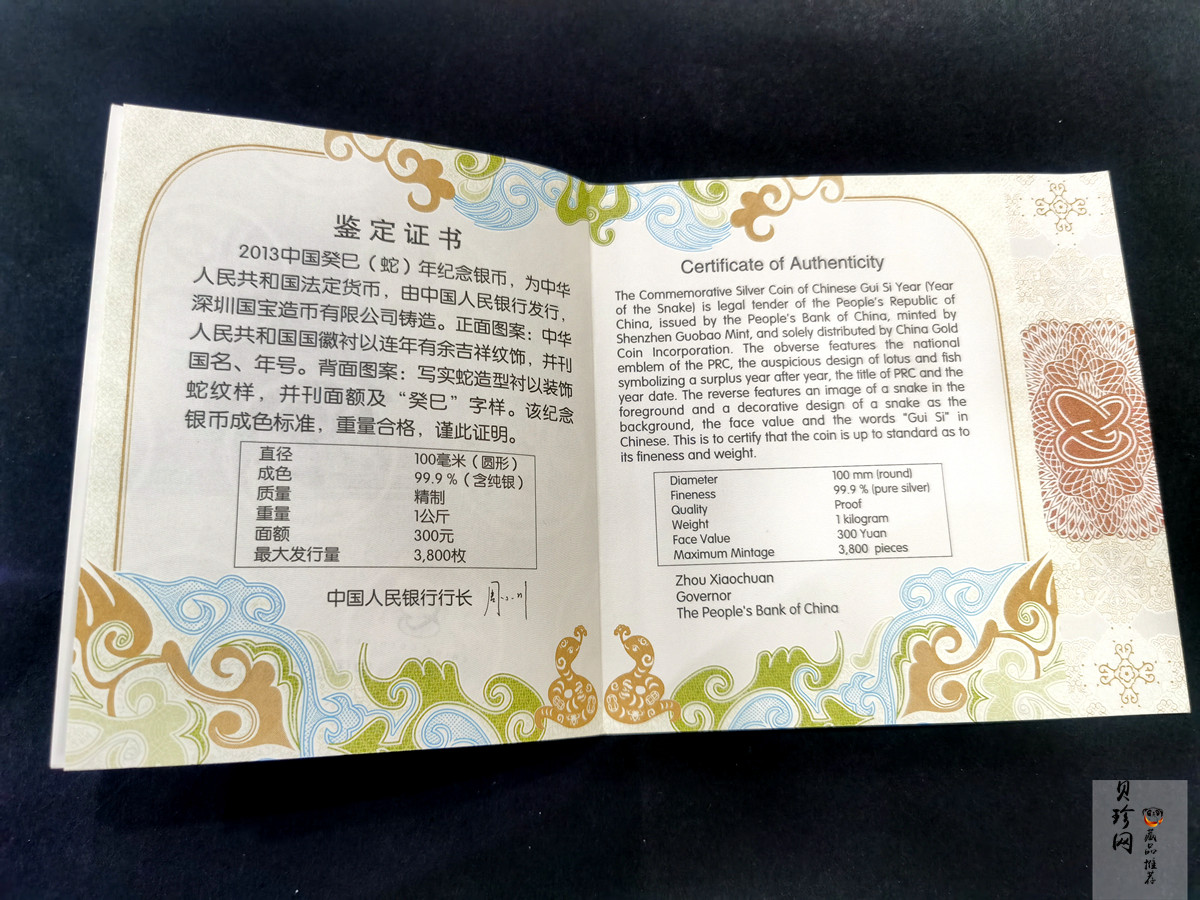 鉴定证书
2013中国癸巳（蛇）年纪念银币，为中华
人民共和国法定货币，由中国人民银行发行，
深圳国宝造币有限公司铸造。正面图案：中华
人民共和国国徽衬以连年有余吉祥纹饰，并刊
国名、年号。背面图案：写实蛇造型衬以装饰
蛇纹样，并刊面额及“癸巳”字样。该纪念
银币成色标准，重量合格，谨此证明。
直径 100毫米（圆形）
成色 99.9％（含纯银）
质量 精制
重量 1公斤
面额 300元
最大发行量 3,800枚
中国人民银行行长
Certificate of Authenticity
The Commemorative Silver Coin of Chinese Gui Si Year (Year
of the Snake) is legal tender of the People's Republic of
China, issued by the People's Bank of China, minted by
Shenzhen Guobao Mint, and solely distributed by China Gold
Coin Incorporation. The obverse features the national
emblem of the PRC, the auspicious design of lotus and fish
symbolizing a surplus year after year, the title of PRC and the
year date. The reverse features an image of a snake in the
foreground and a decorative design of a snake as the
background, the face value and the words "Gui Si" in
Chinese. This is to certify that the coin is up to standard as to
its fineness and weight.
Diameter 100 mm (round)
Fineness 99.9 % (pure silver)
Quality Proof
Weight 1 kilogram
Face Value 300 Yuan
Maximum Mintage 3,800 pieces
Zhou Xiaochuan
Governor
The People's Bank of China
贝珍网
藏品推荐